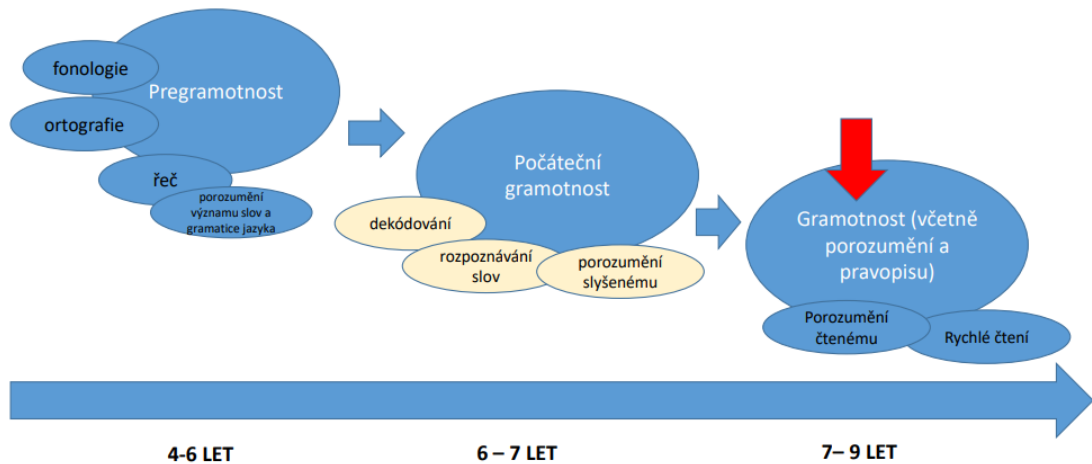 fonologie
Pregramotnost
ortografie
řeč
porozumění
významu slov a
gramatice jazyka
Počáteční
gramotnost
dekódování
rozpoznávání
slov
porozumění
slyšenému
Gramotnost (včetně
porozumění a
pravopisu)
Porozumění
čtenému
Rychlé čtení
4-6 LET
6 – 7 LET
7– 9 LET